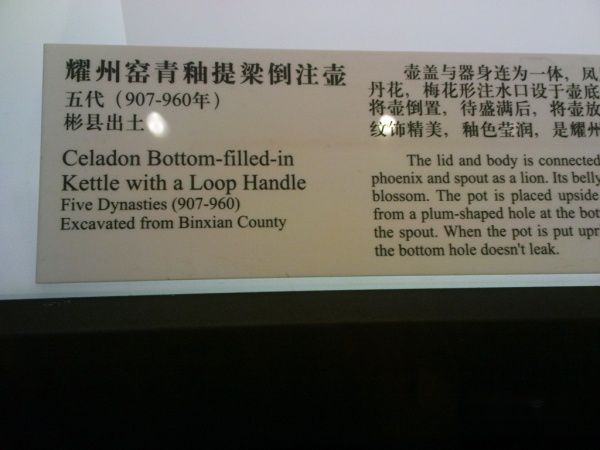 耀州窑青釉提梁倒注壶
五代（907-960年）
彬县出土
Celadon Bottom-filled-in
Kettle with a Loop Handle
Five Dynasties (907-960)
Excavated from Binxian County
壶盖与器身连为一体，凤
丹花，梅花形注水口设于壶底
将壶倒置，待盛满后，将壶放
纹饰精美，釉色莹润，是耀州
The lid and body is connected
phoenix and spout as a lion. Its belly
blossom. The pot is placed upside
from a plum-shaped hole at the bot
the spout. When the pot is put upr
the bottom hole doesn't leak.